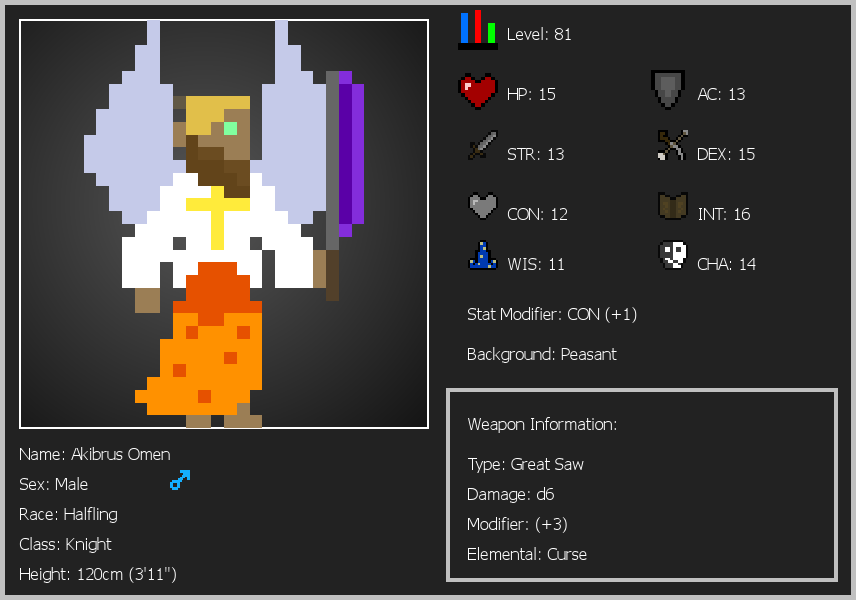 Level: 81
HP: 15
AC: 13
STR: 13
DEX: 15
CON: 12
INT: 16
WIS: 11
CHA: 14
Stat Modifier: CON (+1)
Background: Peasant
Weapon Information:
Type: Great Saw
Damage: d6
Modifier: (+3)
Elemental: Curse
Name: Akibrus Omen
Sex: Male
Race: Halfling
Class: Knight
Height: 120cm (3'11")